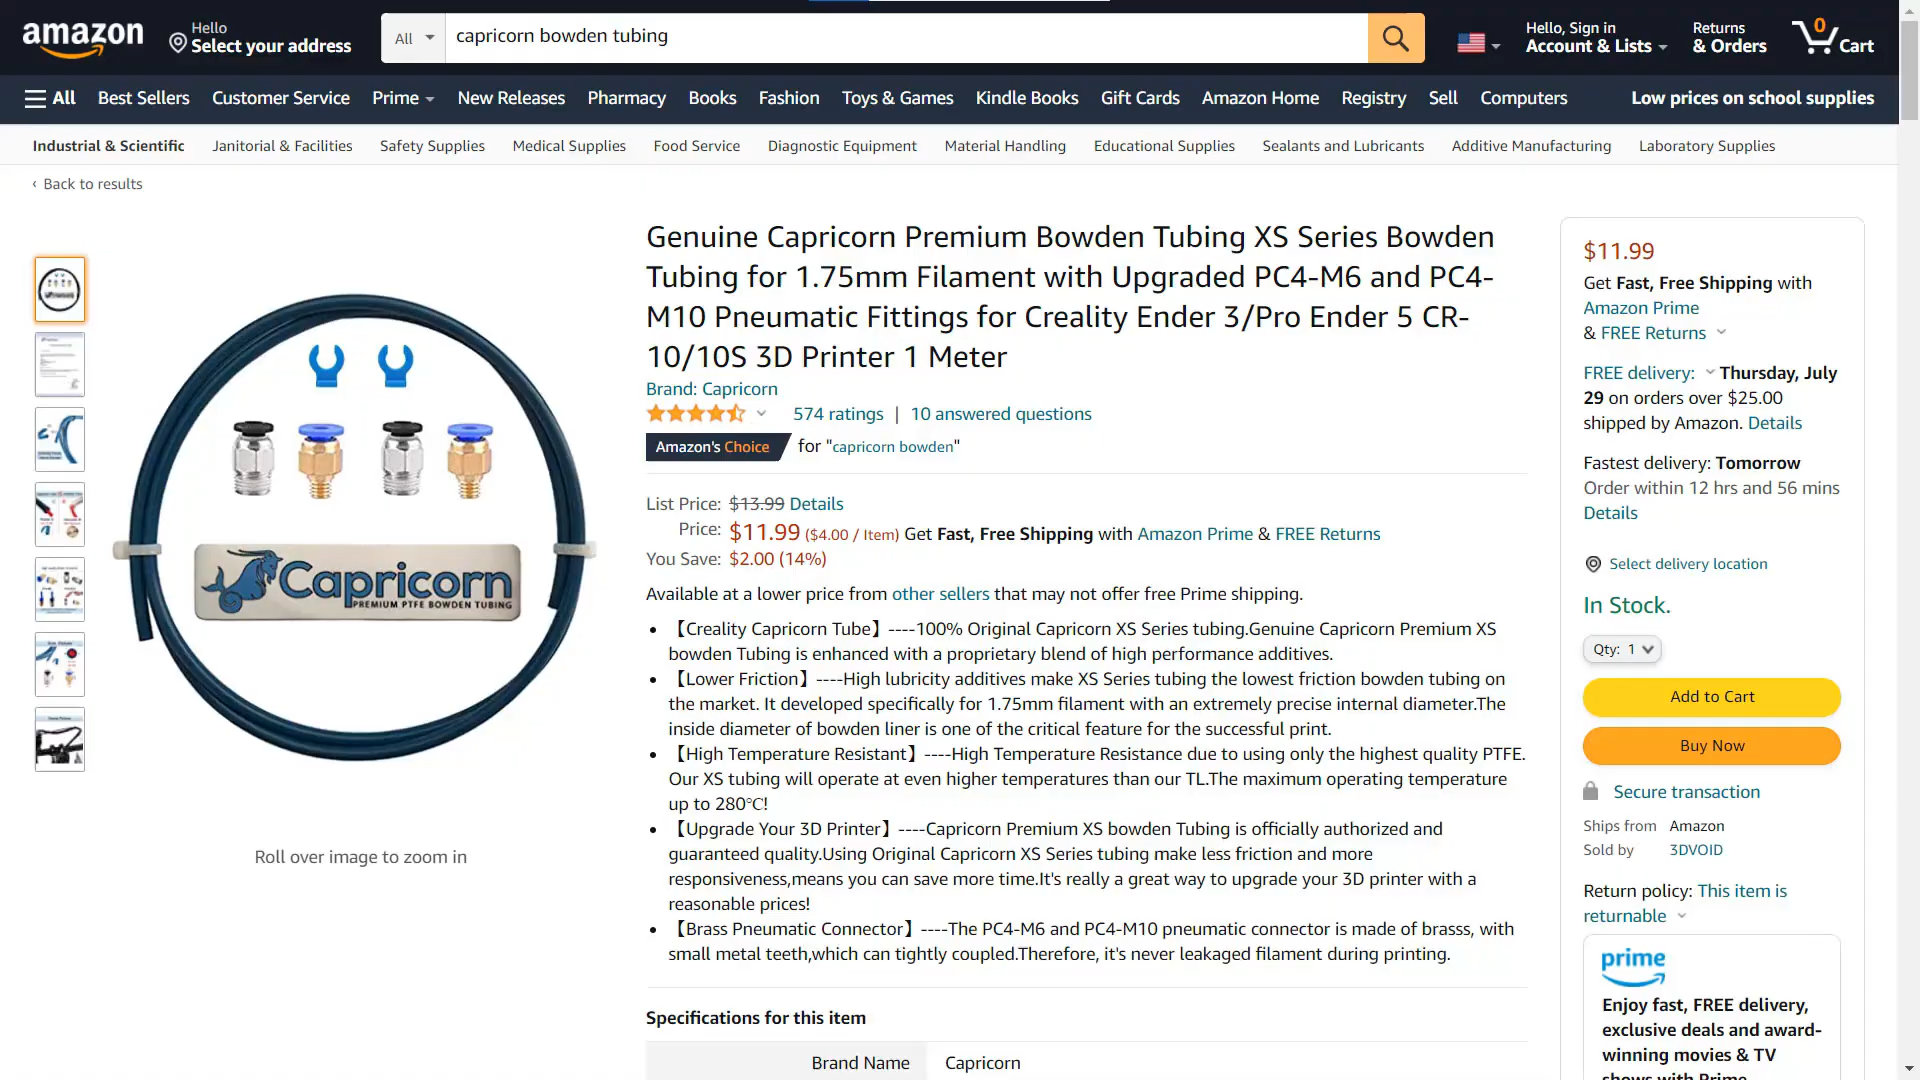 amazon
Hello
Select your address
All
capricorn bowden tubing
Hello, Sign in
Account & Lists
Returns
& Orders
0
Cart
All
Best Sellers
Customer Service
Prime
New Releases
Pharmacy
Books
Fashion
Toys & Games
Kindle Books
Gift Cards
Amazon Home
Registry
Sell
Computers
Low prices on school supplies
Industrial & Scientific
Janitorial & Facilities
Safety Supplies
Medical Supplies
Food Service
Diagnostic Equipment
Material Handling
Educational Supplies
Sealants and Lubricants
Additive Manufacturing
Laboratory Supplies
‹ Back to results
Capricorn
PREMIUM PTFE BOWDEN TUBING
Roll over image to zoom in
Genuine Capricorn Premium Bowden Tubing XS Series Bowden
Tubing for 1.75mm Filament with Upgraded PC4-M6 and PC4-
M10 Pneumatic Fittings for Creality Ender 3/Pro Ender 5 CR-
10/10S 3D Printer 1 Meter
Brand: Capricorn
574 ratings | 10 answered questions
Amazon's Choice for "capricorn bowden"
List Price: $13.99 Details
Price: $11.99 ($4.00 / Item) Get Fast, Free Shipping with Amazon Prime & FREE Returns
You Save: $2.00 (14%)
Available at a lower price from other sellers that may not offer free Prime shipping.
• 【Creality Capricorn Tube】----100% Original Capricorn XS Series tubing.Genuine Capricorn Premium XS
bowden Tubing is enhanced with a proprietary blend of high performance additives.
• 【Lower Friction】----High lubricity additives make XS Series tubing the lowest friction bowden tubing on
the market. It developed specifically for 1.75mm filament with an extremely precise internal diameter.The
inside diameter of bowden liner is one of the critical feature for the successful print.
• 【High Temperature Resistant】----High Temperature Resistance due to using only the highest quality PTFE.
Our XS tubing will operate at even higher temperatures than our TL.The maximum operating temperature
up to 280℃!
• 【Upgrade Your 3D Printer】----Capricorn Premium XS bowden Tubing is officially authorized and
guaranteed quality.Using Original Capricorn XS Series tubing make less friction and more
responsiveness,means you can save more time.It's really a great way to upgrade your 3D printer with a
reasonable prices!
• 【Brass Pneumatic Connector】----The PC4-M6 and PC4-M10 pneumatic connector is made of brasss, with
small metal teeth,which can tightly coupled.Therefore, it's never leakaged filament during printing.
Specifications for this item
Brand Name Capricorn
$11.99
Get Fast, Free Shipping with
Amazon Prime
& FREE Returns
FREE delivery: Thursday, July
29 on orders over $25.00
shipped by Amazon. Details
Fastest delivery: Tomorrow
Order within 12 hrs and 56 mins
Details
Select delivery location
In Stock.
Qty: 1
Add to Cart
Buy Now
Secure transaction
Ships from Amazon
Sold by 3DVOID
Return policy: This item is
returnable
prime
Enjoy fast, FREE delivery,
exclusive deals and award-
winning movies & TV
shows with Prime